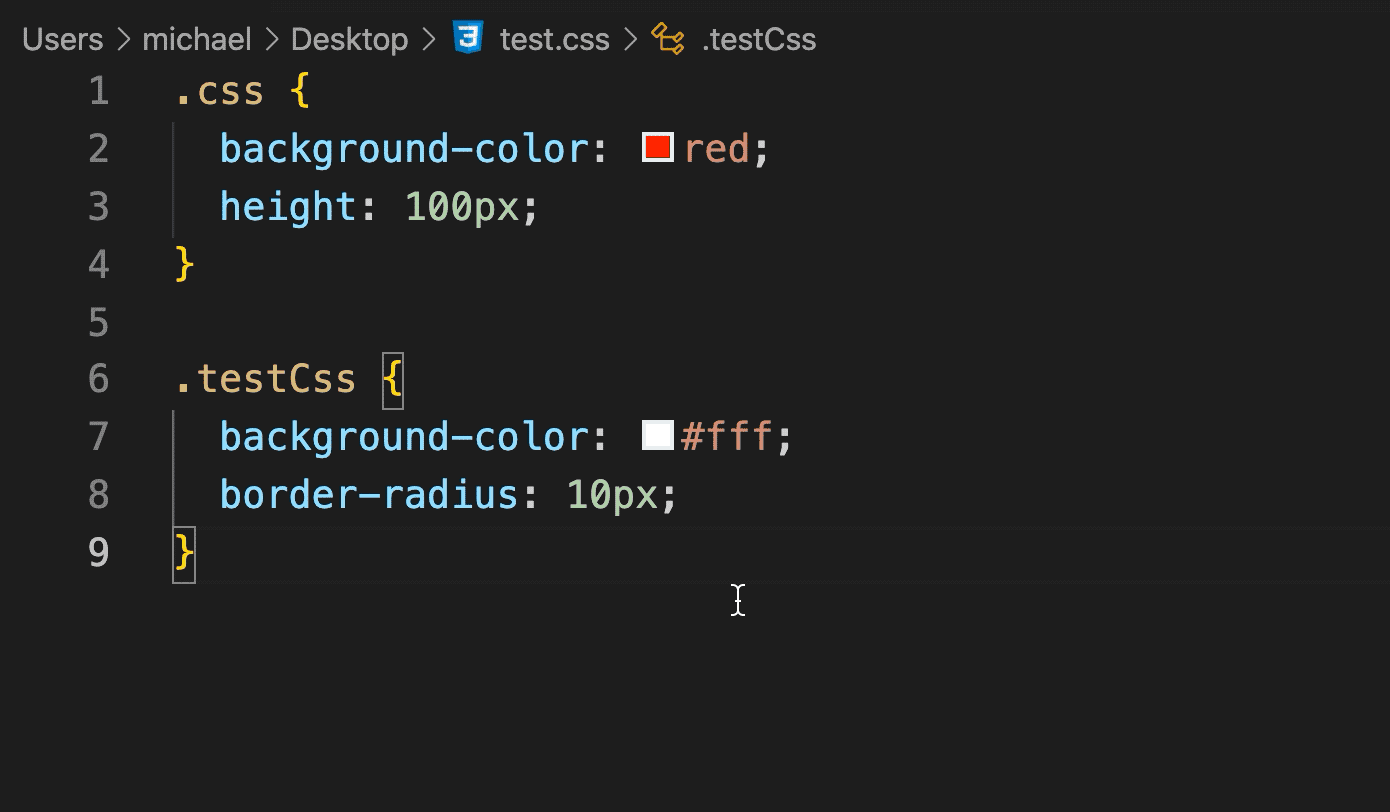 Users > michael > Desktop > test.css > .testCss
1 .css {
2   background-color: red;
3   height: 100px;
4 }
5
6 .testCss {
7   background-color: #fff;
8   border-radius: 10px;
9 }